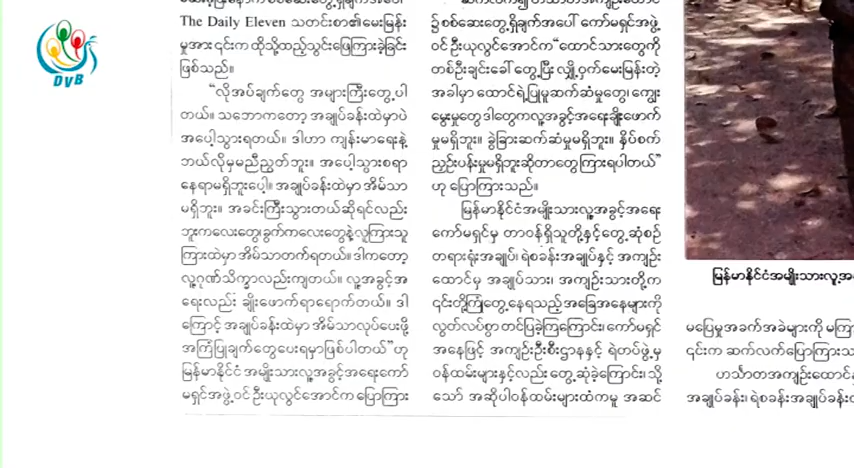 DVB
The Daily Eleven သတင်းစာ၏မေးမြန်း
မှုအား ၎င်းက ထိုသို့ထည့်သွင်းဖြေကြားခဲ့ခြင်း
ဖြစ်သည်။
“လိုအပ်ချက်တွေ အများကြီးတွေ့ပါ
တယ်။ သဘောကတော့ အချုပ်ခန်းထဲမှာပဲ
အပေါ့သွားရတယ်။ ဒါဟာ ကျန်းမာရေးနဲ့
ဘယ်လိုမှမညီညွတ်ဘူး။ အပေါ့သွားစရာ
နေရာမရှိဘူးပေါ့။ အချုပ်ခန်းထဲမှာ အိမ်သာ
မရှိဘူး။ အခင်းကြီးသွားတယ်ဆိုရင်လည်း
ဘူးကလေးတွေ၊ခွက်ကလေးတွေနဲ့လူကြားသူ
ကြားထဲမှာ အိမ်သာတက်ရတယ်။ ဒါကတော့
လူ့ဂုဏ်သိက္ခာလည်းကျတယ်။ လူ့အခွင့်အ
ရေးလည်း ချိုးဖောက်ရာရောက်တယ်။ ဒါ
ကြောင့် အချုပ်ခန်းထဲမှာ အိမ်သာလုပ်ပေးဖို့
အကြံပြုချက်တွေပေးရမှာဖြစ်ပါတယ်”ဟု
မြန်မာနိုင်ငံ အမျိုးသားလူ့အခွင့်အရေးကော်
မရှင်အဖွဲ့ဝင် ဦးယုလွင်အောင်က ပြောကြား
၌စစ်ဆေးတွေ့ရှိချက်အပေါ် ကော်မရှင်အဖွဲ့
ဝင် ဦးယုလွင်အောင်က“ထောင်သားတွေကို
တစ်ဦးချင်းခေါ် တွေ့ပြီး လျှို့ဝှက်မေးမြန်းတဲ့
အခါမှာ ထောင်ရဲ့ပြုမူဆက်ဆံမှုတွေ၊ ကျွေး
မွေးမှုတွေ ဒါတွေကလူ့အခွင့်အရေးချိုးဖောက်
မှုမရှိဘူး။ ခွဲခြားဆက်ဆံမှုမရှိဘူး။ နှိပ်စက်
ညှဉ်းပန်းမှုမရှိဘူးဆိုတာတွေကြားရပါတယ်”
ဟု ပြောကြားသည်။
မြန်မာနိုင်ငံအမျိုးသားလူ့အခွင့်အရေး
ကော်မရှင်မှ တာဝန်ရှိသူတို့နှင့်တွေ့ဆုံစဉ်
တရားရုံးအချုပ်၊ ရဲစခန်းအချုပ်နှင့် အကျဉ်း
ထောင်မှ အချုပ်သား၊ အကျဉ်းသားတို့က
၎င်းတို့ကြုံတွေ့နေရသည့်အခြေအနေများကို
လွတ်လပ်စွာ တင်ပြခဲ့ကြကြောင်း၊ ကော်မရှင်
အနေဖြင့် အကျဉ်းဦးစီးဌာနနှင့် ရဲတပ်ဖွဲ့မှ
ဝန်ထမ်းများနှင့်လည်း တွေ့ဆုံခဲ့ကြောင်း၊ သို့
သော် အဆိုပါဝန်ထမ်းများထံကမူ အဆင်
မြန်မာနိုင်ငံအမျိုးသားလူ့အ
မပြေမှုအခက်အခဲများကို မကြာ
၎င်းက ဆက်လက်ပြောကြားသ
ဟင်္သာတအကျဉ်းထောင်
အချုပ်ခန်း၊ ရဲစခန်းအချုပ်ခန်း